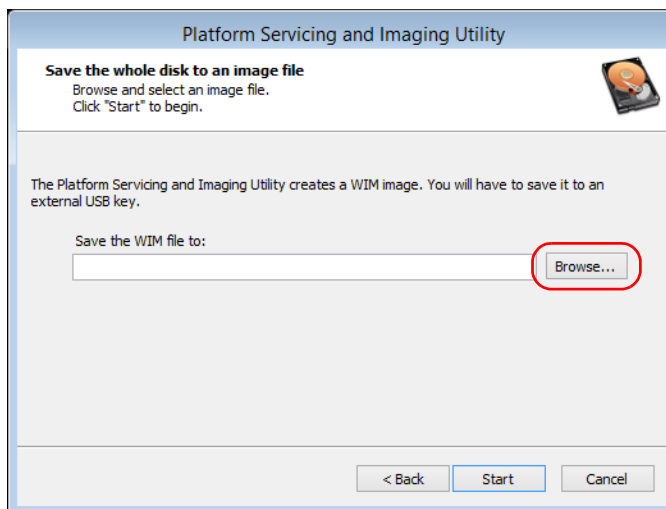 Platform Servicing and Imaging Utility
Save the whole disk to an image file
Browse and select an image file.
Click "Start" to begin.
The Platform Servicing and Imaging Utility creates a WIM image. You will have to save it to an
external USB key.
Save the WIM file to:
Browse...
< Back
Start
Cancel